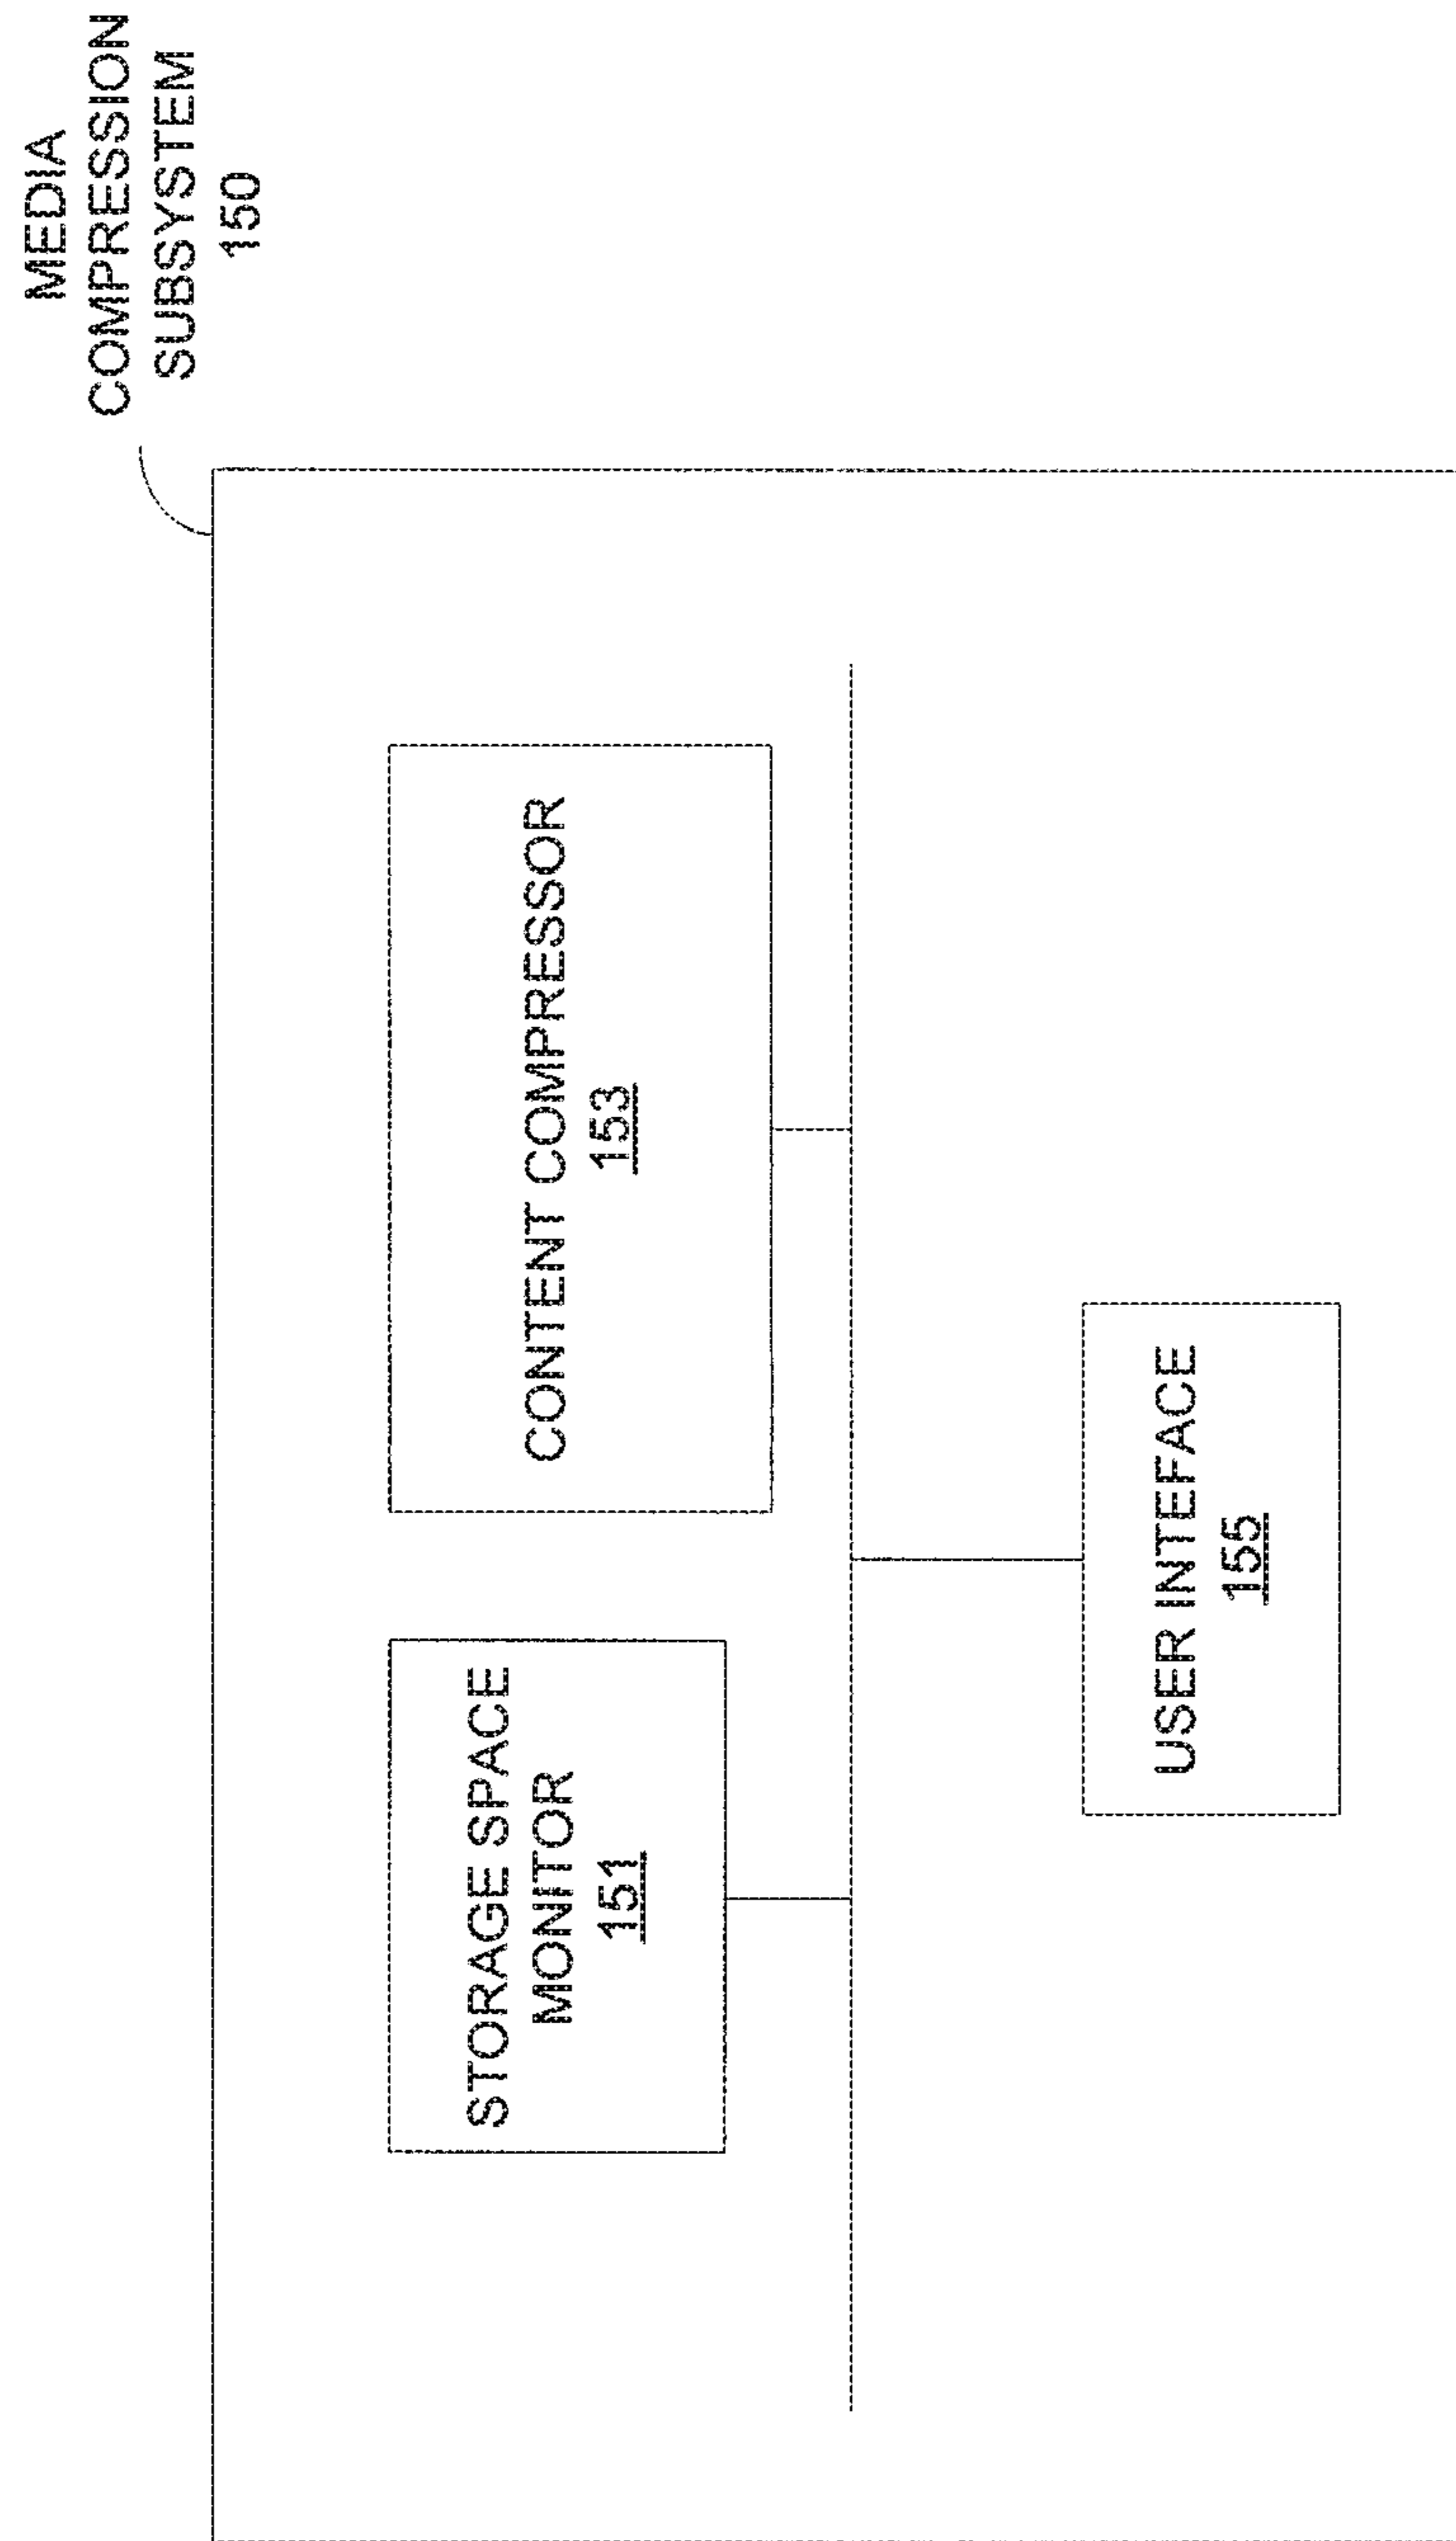 MEDIA
COMPRESSION
SUBSYSTEM
150
STORAGE SPACE
MONITOR
151
CONTENT COMPRESSOR
153
USER INTEFACE
155